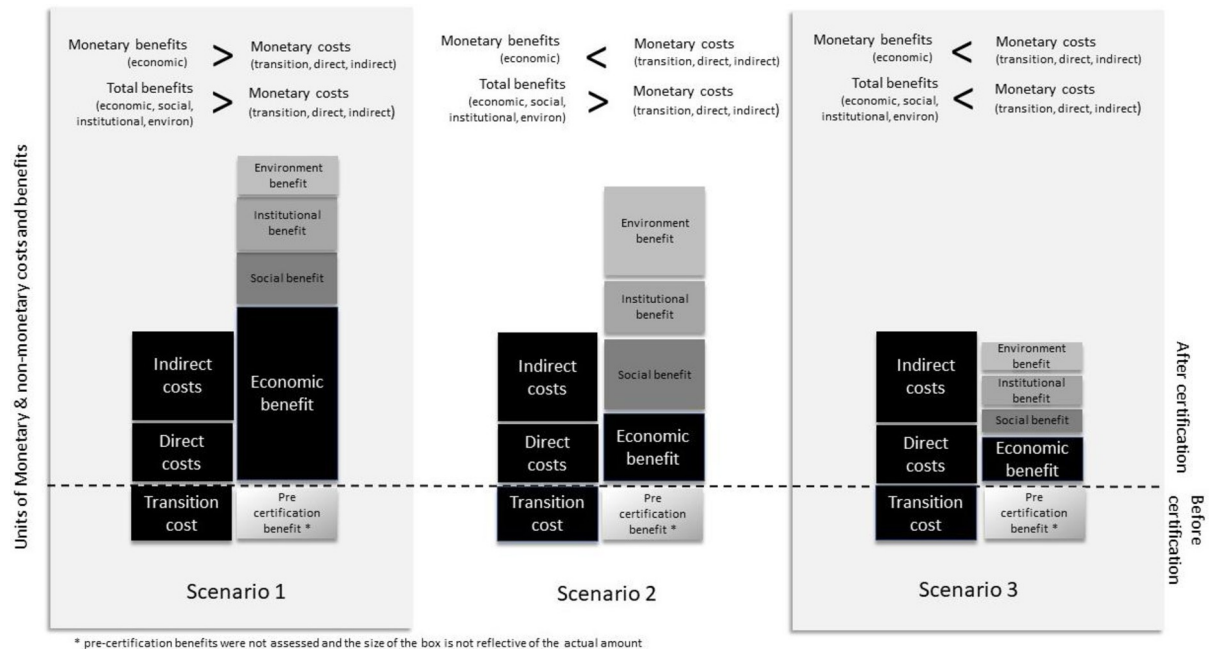 Monetary benefits > Monetary costs
(economic) (transition, direct, indirect)
Total benefits > Monetary costs
(economic, social, (transition, direct, indirect)
institutional, environ)
Environment
benefit
Institutional
benefit
Social benefit
Economic
benefit
Indirect
costs
Direct
costs
Transition
cost
Pre
certification
benefit *
Scenario 1
Monetary benefits < Monetary costs
(economic) (transition, direct, indirect)
Total benefits > Monetary costs
(economic, social, (transition, direct, indirect)
institutional, environ)
Environment
benefit
Institutional
benefit
Social benefit
Economic
benefit
Indirect
costs
Direct
costs
Transition
cost
Pre
certification
benefit *
Scenario 2
Monetary benefits < Monetary costs
(economic) (transition, direct, indirect)
Total benefits < Monetary costs
(economic, social, (transition, direct, indirect)
institutional, environ)
Environment
benefit
Institutional
benefit
Social benefit
Economic
benefit
Indirect
costs
Direct
costs
Transition
cost
Pre
certification
benefit *
Scenario 3
Units of Monetary & non-monetary costs and benefits
After certification
Before
certification
* pre-certification benefits were not assessed and the size of the box is not reflective of the actual amount